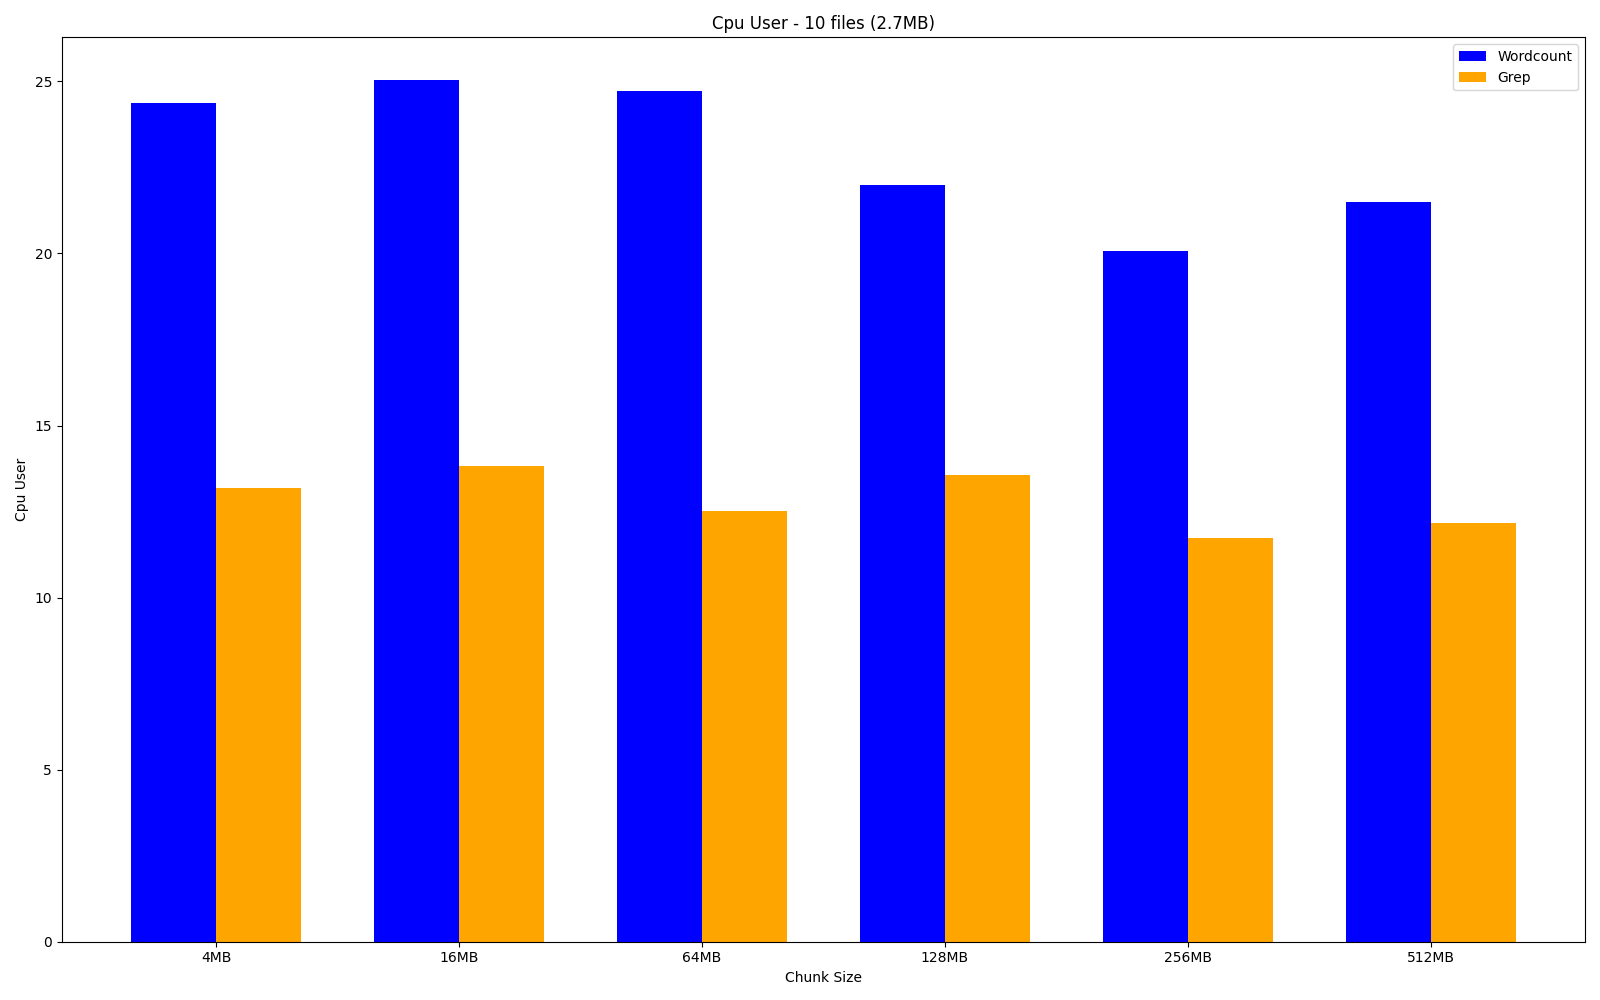 Cpu User - 10 files (2.7MB)
Wordcount
Grep
25
20
15
10
5
0
Cpu User
4MB
16MB
64MB
128MB
256MB
512MB
Chunk Size